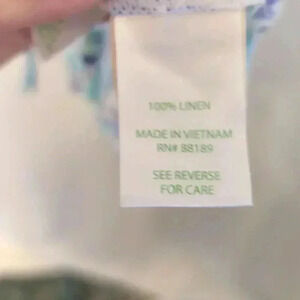 100% LINEN
MADE IN VIETNAM
RN# 88189
SEE REVERSE
FOR CARE